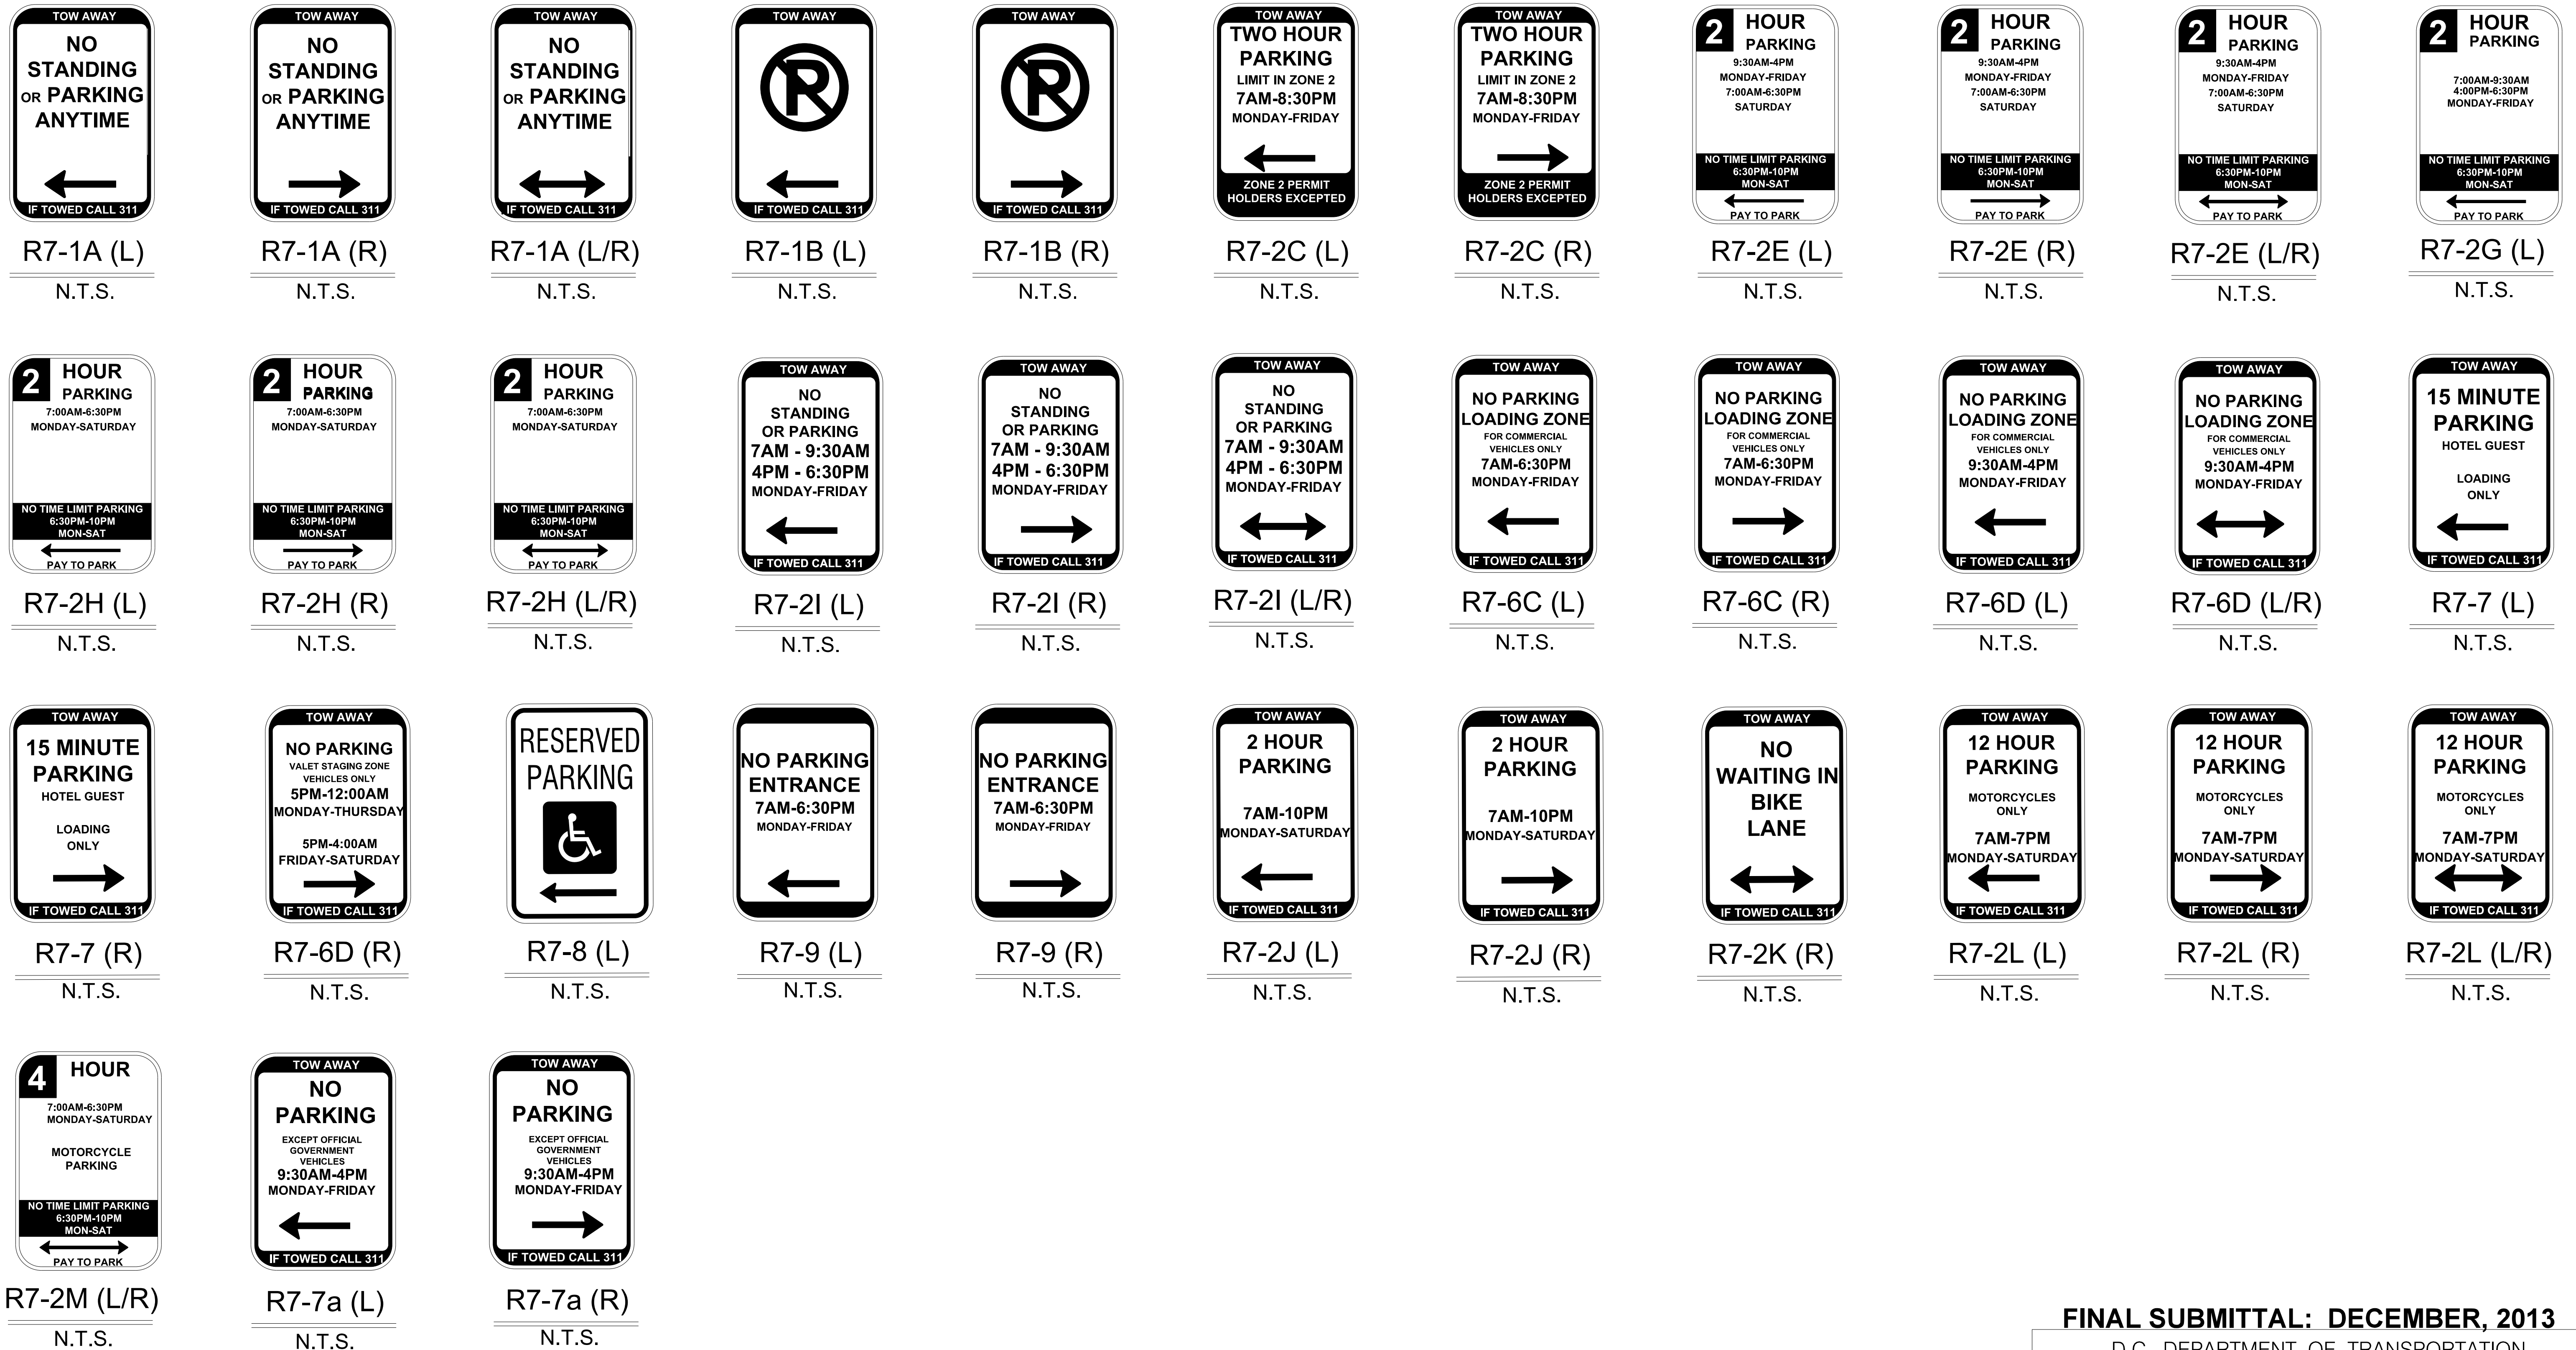 TOW AWAY
NO
STANDING
OR PARKING
ANYTIME
IF TOWED CALL 311
R7-1A (L)
N.T.S.
TOW AWAY
NO
STANDING
OR PARKING
ANYTIME
IF TOWED CALL 311
R7-1A (R)
N.T.S.
TOW AWAY
NO
STANDING
OR PARKING
ANYTIME
IF TOWED CALL 311
R7-1A (L/R)
N.T.S.
TOW AWAY
P
IF TOWED CALL 311
R7-1B (L)
N.T.S.
TOW AWAY
P
IF TOWED CALL 311
R7-1B (R)
N.T.S.
TOW AWAY
TWO HOUR
PARKING
LIMIT IN ZONE 2
7AM-8:30PM
MONDAY-FRIDAY
ZONE 2 PERMIT
HOLDERS EXCEPTED
R7-2C (L)
N.T.S.
TOW AWAY
TWO HOUR
PARKING
LIMIT IN ZONE 2
7AM-8:30PM
MONDAY-FRIDAY
ZONE 2 PERMIT
HOLDERS EXCEPTED
R7-2C (R)
N.T.S.
2 HOUR
PARKING
9:30AM-4PM
MONDAY-FRIDAY
7:00AM-6:30PM
SATURDAY
NO TIME LIMIT PARKING
6:30PM-10PM
MON-SAT
PAY TO PARK
R7-2E (L)
N.T.S.
2 HOUR
PARKING
9:30AM-4PM
MONDAY-FRIDAY
7:00AM-6:30PM
SATURDAY
NO TIME LIMIT PARKING
6:30PM-10PM
MON-SAT
PAY TO PARK
R7-2E (R)
N.T.S.
2 HOUR
PARKING
9:30AM-4PM
MONDAY-FRIDAY
7:00AM-6:30PM
SATURDAY
NO TIME LIMIT PARKING
6:30PM-10PM
MON-SAT
PAY TO PARK
R7-2E (L/R)
N.T.S.
2 HOUR
PARKING
7:00AM-9:30AM
4:00PM-6:30PM
MONDAY-FRIDAY
NO TIME LIMIT PARKING
6:30PM-10PM
MON-SAT
PAY TO PARK
R7-2G (L)
N.T.S.
2 HOUR
PARKING
7:00AM-6:30PM
MONDAY-SATURDAY
NO TIME LIMIT PARKING
6:30PM-10PM
MON-SAT
PAY TO PARK
R7-2H (L)
N.T.S.
2 HOUR
PARKING
7:00AM-6:30PM
MONDAY-SATURDAY
NO TIME LIMIT PARKING
6:30PM-10PM
MON-SAT
PAY TO PARK
R7-2H (R)
N.T.S.
2 HOUR
PARKING
7:00AM-6:30PM
MONDAY-SATURDAY
NO TIME LIMIT PARKING
6:30PM-10PM
MON-SAT
PAY TO PARK
R7-2H (L/R)
N.T.S.
TOW AWAY
NO
STANDING
OR PARKING
7AM - 9:30AM
4PM - 6:30PM
MONDAY-FRIDAY
IF TOWED CALL 311
R7-2I (L)
N.T.S.
TOW AWAY
NO
STANDING
OR PARKING
7AM - 9:30AM
4PM - 6:30PM
MONDAY-FRIDAY
IF TOWED CALL 311
R7-2I (R)
N.T.S.
TOW AWAY
NO
STANDING
OR PARKING
7AM - 9:30AM
4PM - 6:30PM
MONDAY-FRIDAY
IF TOWED CALL 311
R7-2I (L/R)
N.T.S.
TOW AWAY
NO PARKING
LOADING ZONE
FOR COMMERCIAL
VEHICLES ONLY
7AM-6:30PM
MONDAY-FRIDAY
IF TOWED CALL 311
R7-6C (L)
N.T.S.
TOW AWAY
NO PARKING
LOADING ZONE
FOR COMMERCIAL
VEHICLES ONLY
7AM-6:30PM
MONDAY-FRIDAY
IF TOWED CALL 311
R7-6C (R)
N.T.S.
TOW AWAY
NO PARKING
LOADING ZONE
FOR COMMERCIAL
VEHICLES ONLY
9:30AM-4PM
MONDAY-FRIDAY
IF TOWED CALL 311
R7-6D (L)
N.T.S.
TOW AWAY
NO PARKING
LOADING ZONE
FOR COMMERCIAL
VEHICLES ONLY
9:30AM-4PM
MONDAY-FRIDAY
IF TOWED CALL 311
R7-6D (L/R)
N.T.S.
TOW AWAY
15 MINUTE
PARKING
HOTEL GUEST
LOADING
ONLY
IF TOWED CALL 311
R7-7 (L)
N.T.S.
TOW AWAY
15 MINUTE
PARKING
HOTEL GUEST
LOADING
ONLY
IF TOWED CALL 311
R7-7 (R)
N.T.S.
TOW AWAY
NO PARKING
VALET STAGING ZONE
VEHICLES ONLY
5PM-12:00AM
MONDAY-THURSDAY
5PM-4:00AM
FRIDAY-SATURDAY
IF TOWED CALL 311
R7-6D (R)
N.T.S.
RESERVED
PARKING
R7-8 (L)
N.T.S.
NO PARKING
ENTRANCE
7AM-6:30PM
MONDAY-FRIDAY
R7-9 (L)
N.T.S.
NO PARKING
ENTRANCE
7AM-6:30PM
MONDAY-FRIDAY
R7-9 (R)
N.T.S.
TOW AWAY
2 HOUR
PARKING
7AM-10PM
MONDAY-SATURDAY
IF TOWED CALL 311
R7-2J (L)
N.T.S.
TOW AWAY
2 HOUR
PARKING
7AM-10PM
MONDAY-SATURDAY
IF TOWED CALL 311
R7-2J (R)
N.T.S.
TOW AWAY
NO
WAITING IN
BIKE
LANE
IF TOWED CALL 311
R7-2K (R)
N.T.S.
TOW AWAY
12 HOUR
PARKING
MOTORCYCLES
ONLY
7AM-7PM
MONDAY-SATURDAY
IF TOWED CALL 311
R7-2L (L)
N.T.S.
TOW AWAY
12 HOUR
PARKING
MOTORCYCLES
ONLY
7AM-7PM
MONDAY-SATURDAY
IF TOWED CALL 311
R7-2L (R)
N.T.S.
TOW AWAY
12 HOUR
PARKING
MOTORCYCLES
ONLY
7AM-7PM
MONDAY-SATURDAY
IF TOWED CALL 311
R7-2L (L/R)
N.T.S.
4 HOUR
7:00AM-6:30PM
MONDAY-SATURDAY
MOTORCYCLE
PARKING
NO TIME LIMIT PARKING
6:30PM-10PM
MON-SAT
PAY TO PARK
R7-2M (L/R)
N.T.S.
TOW AWAY
NO
PARKING
EXCEPT OFFICIAL
GOVERNMENT
VEHICLES
9:30AM-4PM
MONDAY-FRIDAY
IF TOWED CALL 311
R7-7a (L)
N.T.S.
TOW AWAY
NO
PARKING
EXCEPT OFFICIAL
GOVERNMENT
VEHICLES
9:30AM-4PM
MONDAY-FRIDAY
IF TOWED CALL 311
R7-7a (R)
N.T.S.
FINAL SUBMITTAL: DECEMBER, 2013
D.C. DEPARTMENT OF TRANSPORTATION